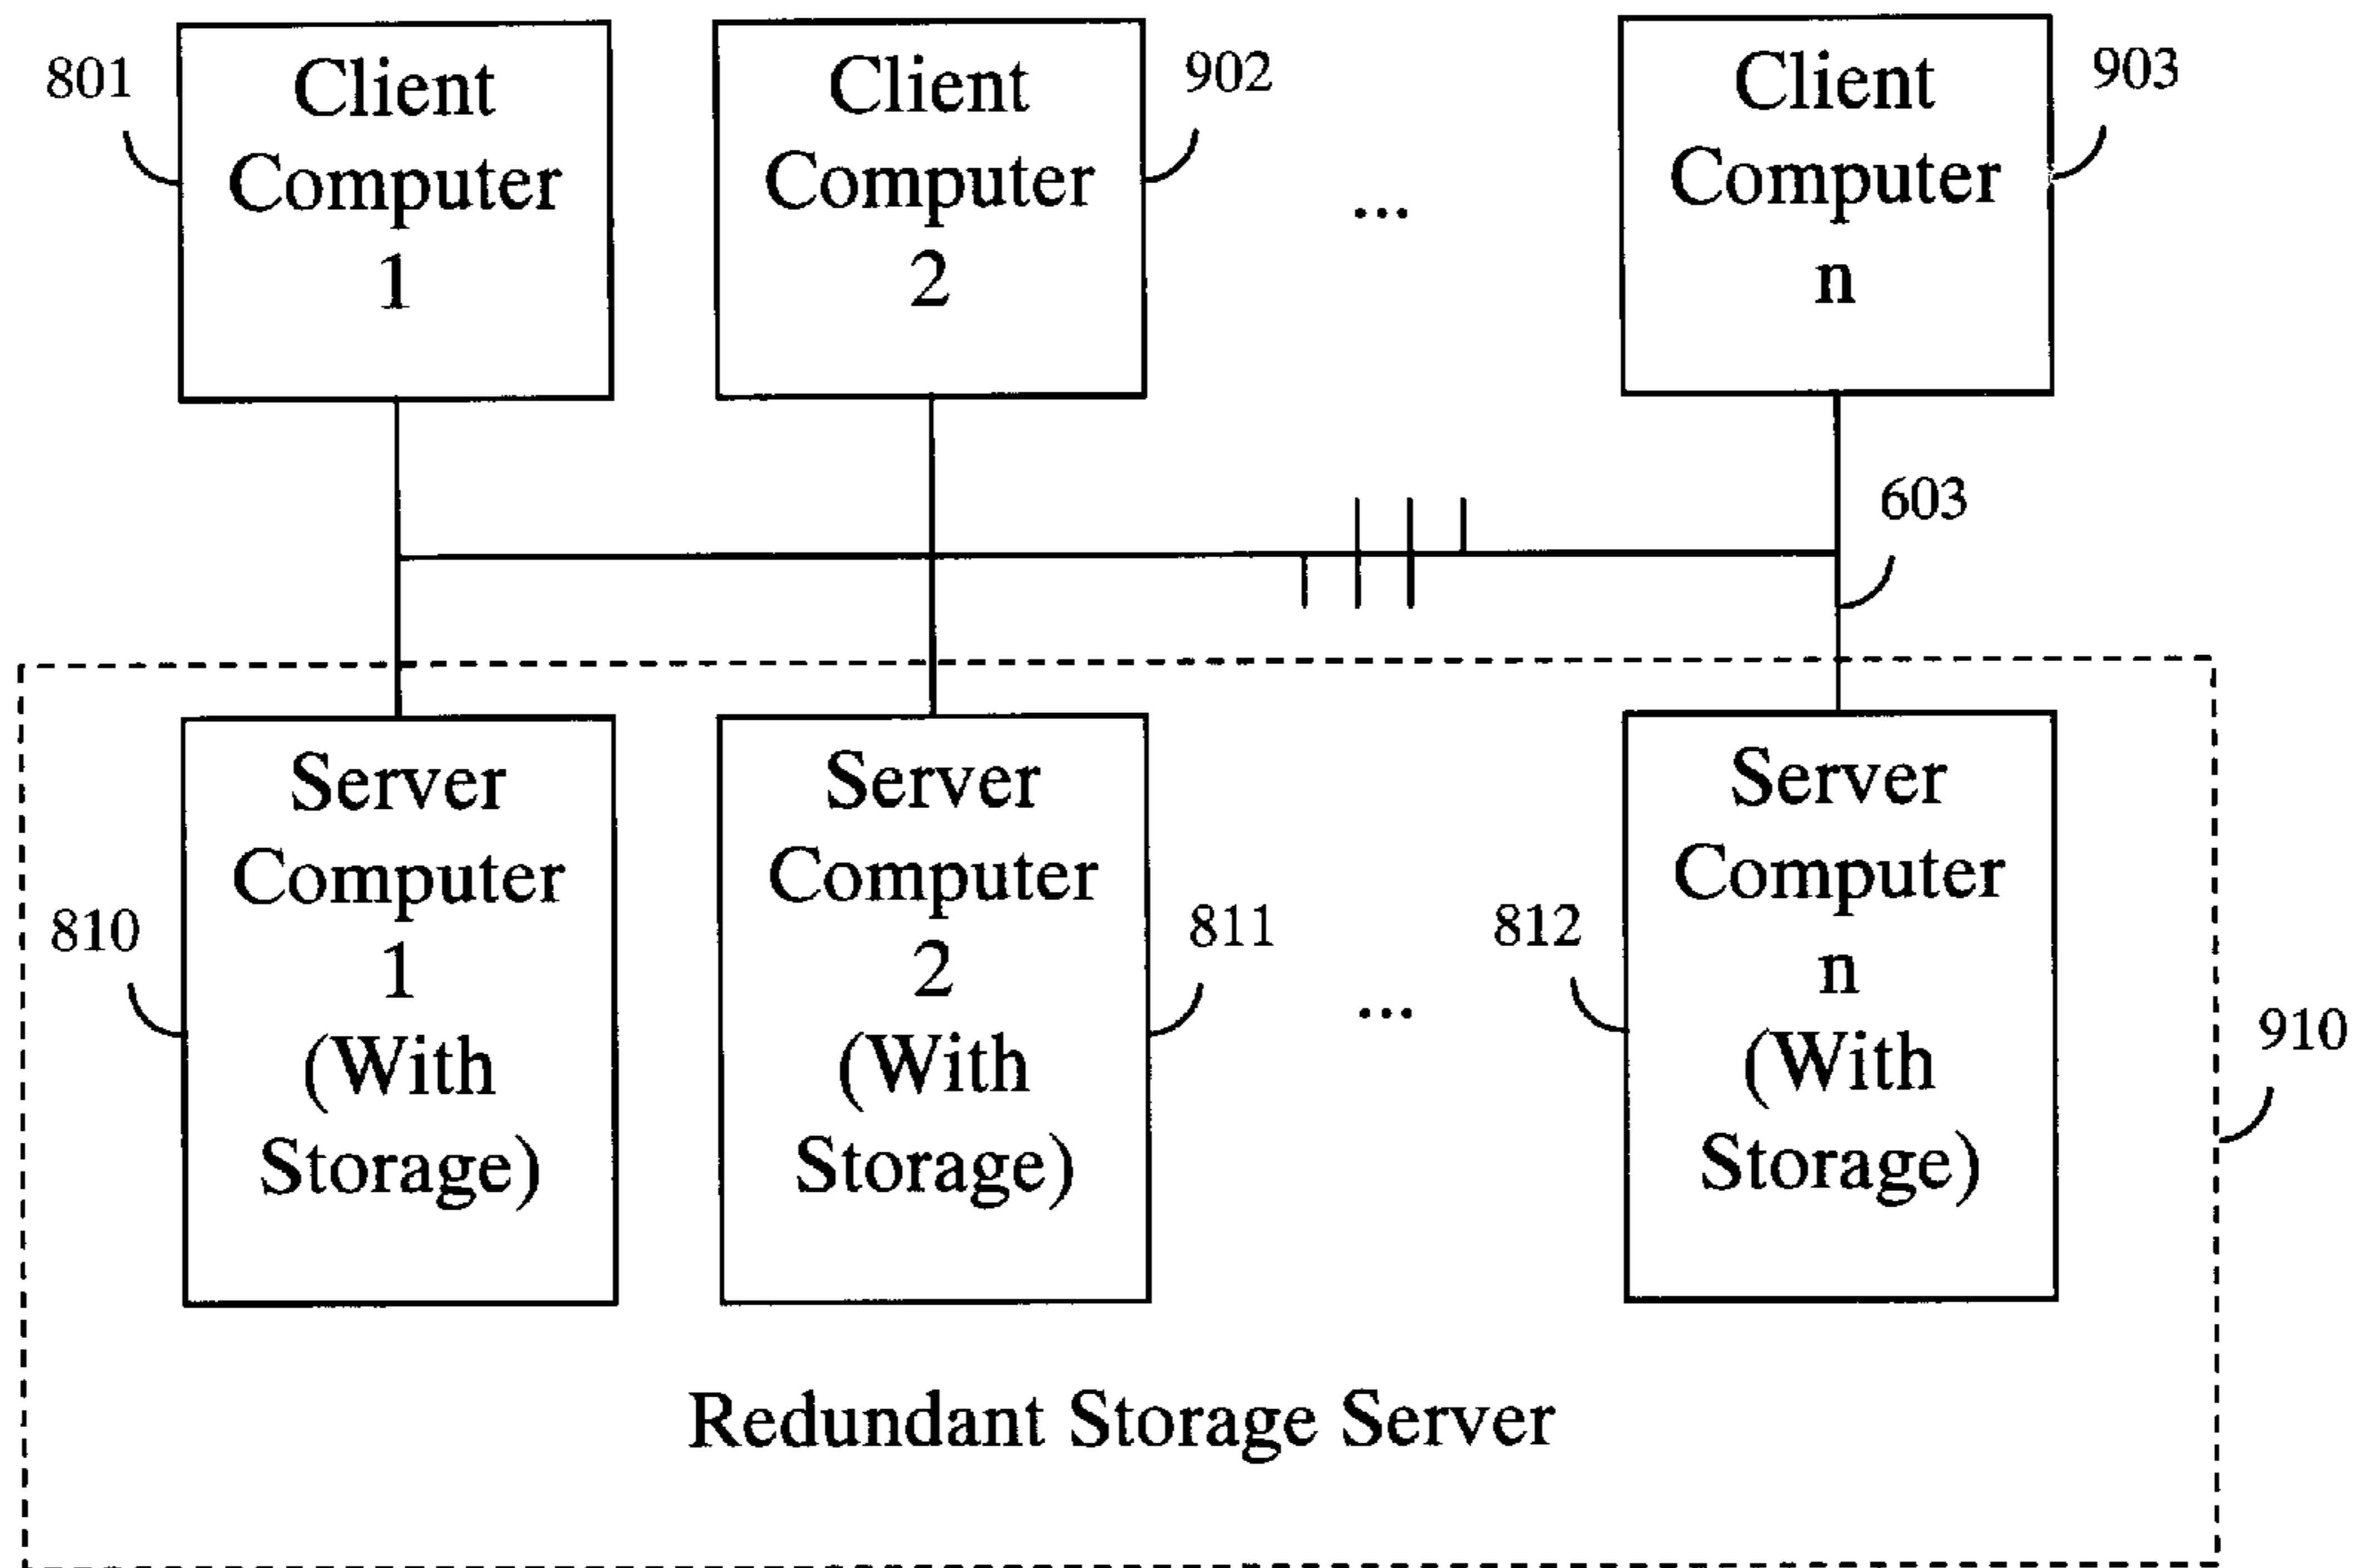 801
Client
Computer
1
Client
Computer
2
902
...
Client
Computer
n
903
603
810
Server
Computer
1
(With
Storage)
Server
Computer
2
(With
Storage)
811
...
812
Server
Computer
n
(With
Storage)
910
Redundant Storage Server